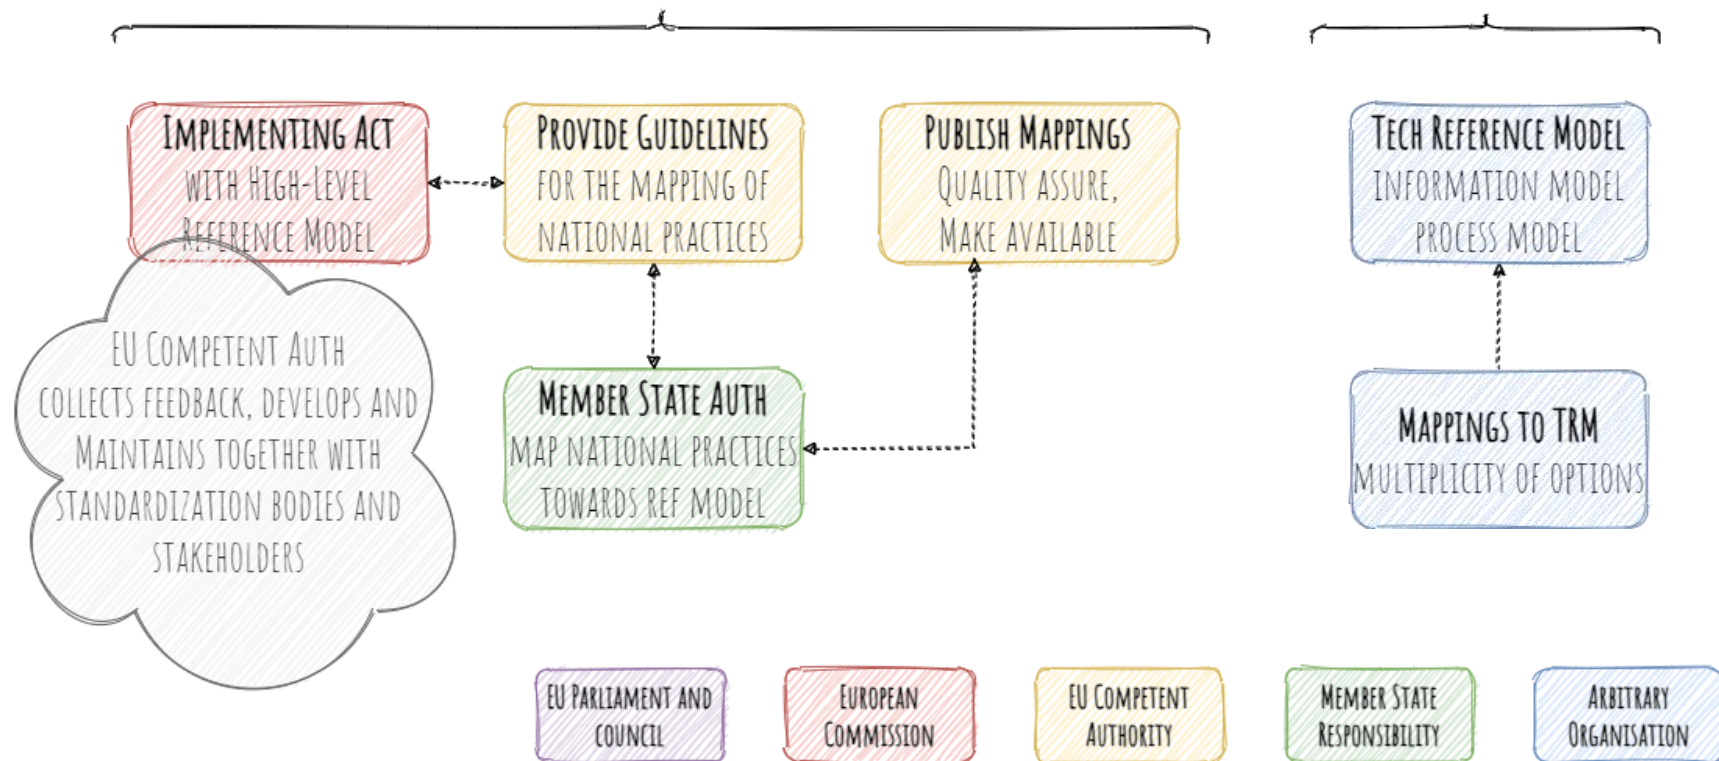 IMPLEMENTING ACT
WITH HIGH-LEVEL
REFERENCE MODEL
PROVIDE GUIDELINES
FOR THE MAPPING OF
NATIONAL PRACTICES
PUBLISH MAPPINGS
QUALITY ASSURE,
MAKE AVAILABLE
TECH REFERENCE MODEL
INFORMATION MODEL
PROCESS MODEL
EU COMPETENT AUTH
COLLECTS FEEDBACK, DEVELOPS AND
MAINTAINS TOGETHER WITH
STANDARDIZATION BODIES AND
STAKEHOLDERS
MEMBER STATE AUTH
MAP NATIONAL PRACTICES
TOWARDS REF MODEL
MAPPINGS TO TRM
MULTIPLICITY OF OPTIONS
EU PARLIAMENT AND
COUNCIL
EUROPEAN
COMMISSION
EU COMPETENT
AUTHORITY
MEMBER STATE
RESPONSIBILITY
ARBITRARY
ORGANISATION